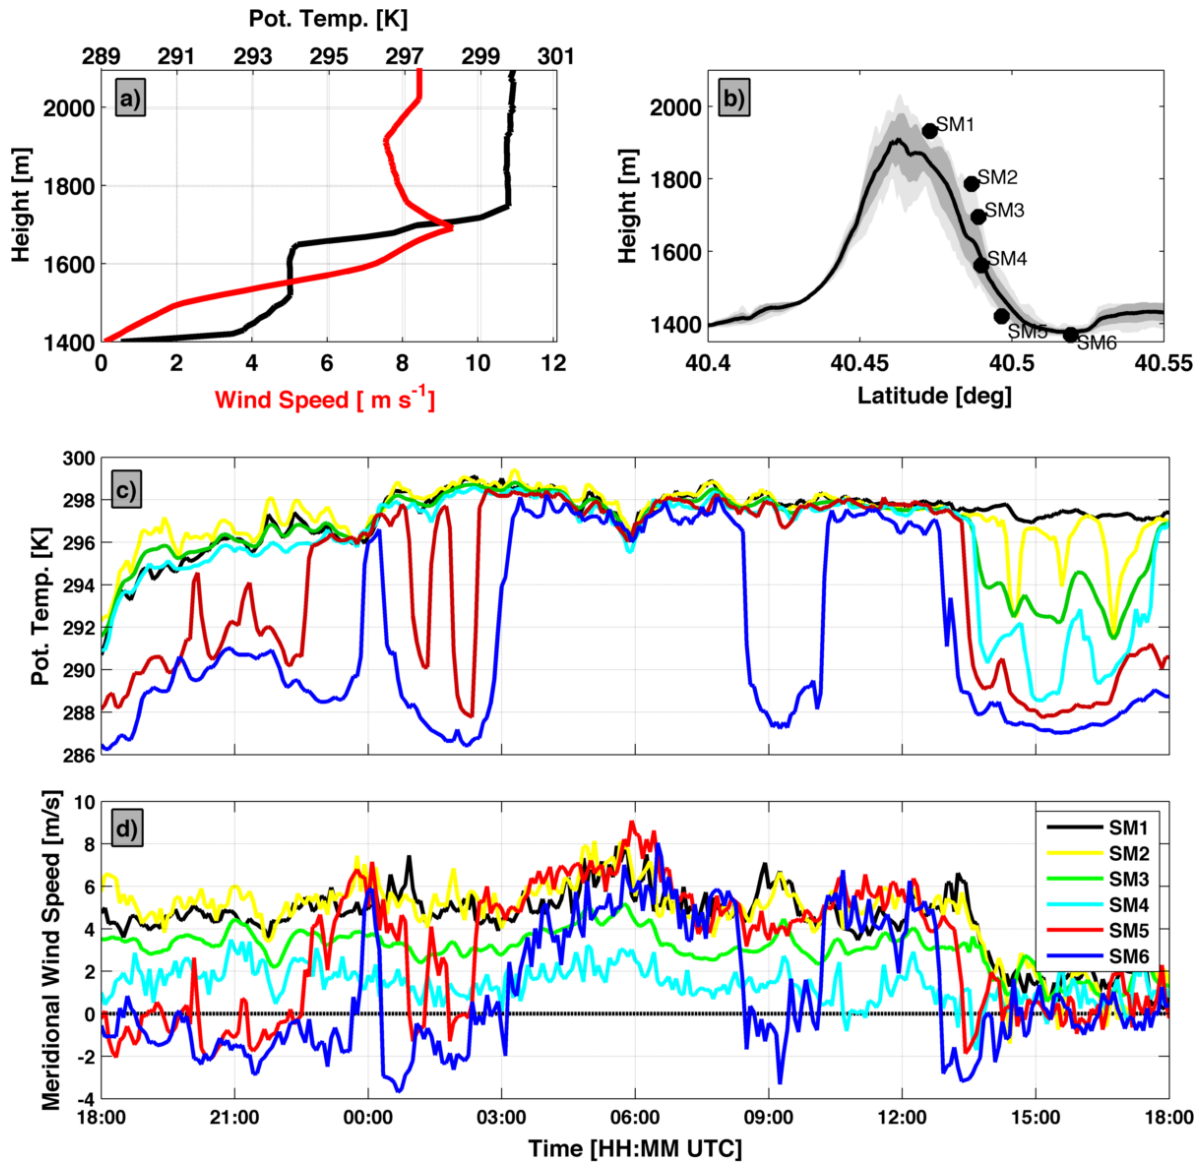 Pot. Temp. [K]
289 291 293 295 297 299 301
a)
2000
1800
1600
1400
Height [m]
0 2 4 6 8 10 12
Wind Speed [ m s-1]
b)
2000
1800
1600
1400
Height [m]
SM1
SM2
SM3
SM4
SM5
SM6
40.4 40.45 40.5 40.55
Latitude [deg]
c)
300
298
296
294
292
290
288
286
Pot. Temp. [K]
d)
10
8
6
4
2
0
-2
-4
Meridional Wind Speed [m/s]
SM1
SM2
SM3
SM4
SM5
SM6
18:00 21:00 00:00 03:00 06:00 09:00 12:00 15:00 18:00
Time [HH:MM UTC]